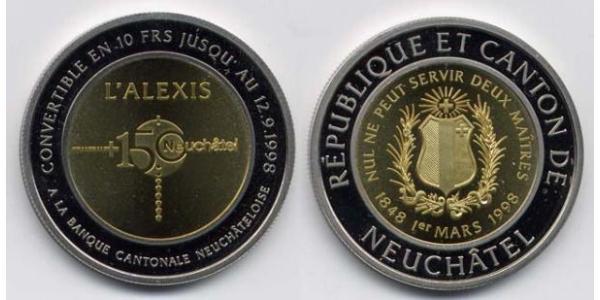 CONVERTIBLE EN 10 FRS JUSQU'AU 12.9.1998
L'ALEXIS
+150 Neuchâtel
A LA BANQUE CANTONALE NEUCHÂTELOISE
RÉPUBLIQUE ET CANTON DE
NUL NE PEUT SERVIR DEUX MAÎTRES
1848 1er MARS 1998
NEUCHÂTEL